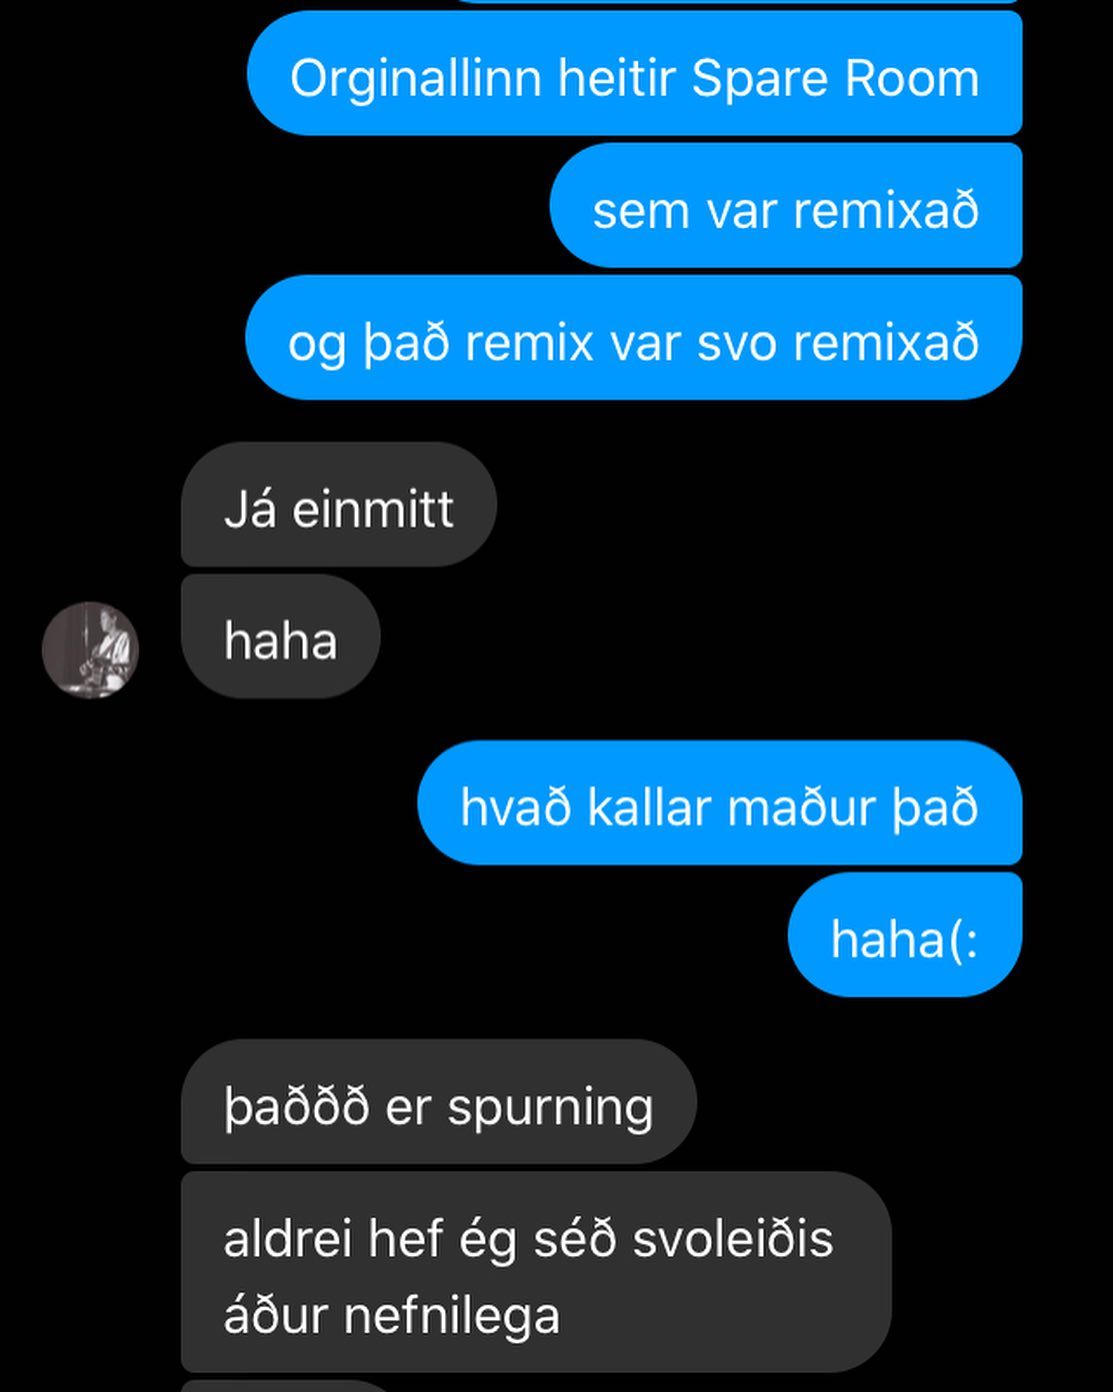 Orginallinn heitir Spare Room
sem var remixað
og það remix var svo remixað
Já einmitt
haha
hvað kallar maður það
haha(:
þaððð er spurning
aldrei hef ég séð svoleiðis
áður nefnilega